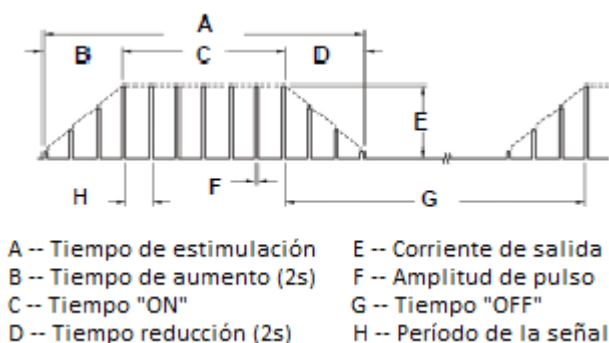 A
B C D
E
H F G
A -- Tiempo de estimulación E -- Corriente de salida
B -- Tiempo de aumento (2s) F -- Amplitud de pulso
C -- Tiempo "ON" G -- Tiempo "OFF"
D -- Tiempo reducción (2s) H -- Período de la señal